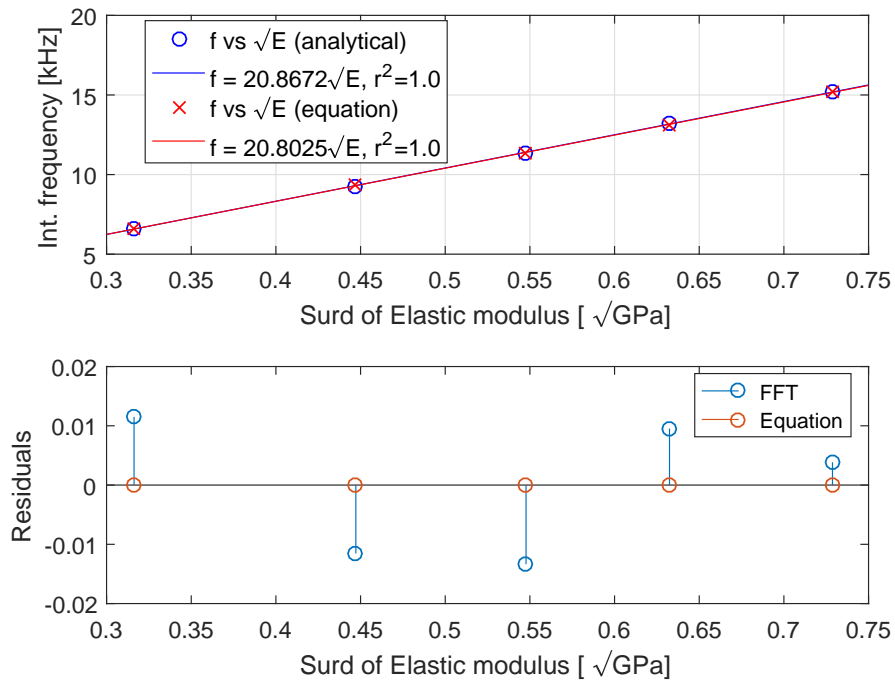 20
15
10
5
Int. frequency [kHz]
f vs √E (analytical)
f = 20.8672√E, r²=1.0
f vs √E (equation)
f = 20.8025√E, r²=1.0
0.3 0.35 0.4 0.45 0.5 0.55 0.6 0.65 0.7 0.75
Surd of Elastic modulus [ √GPa]
0.02
0.01
0
-0.01
-0.02
Residuals
FFT
Equation
0.3 0.35 0.4 0.45 0.5 0.55 0.6 0.65 0.7 0.75
Surd of Elastic modulus [ √GPa]